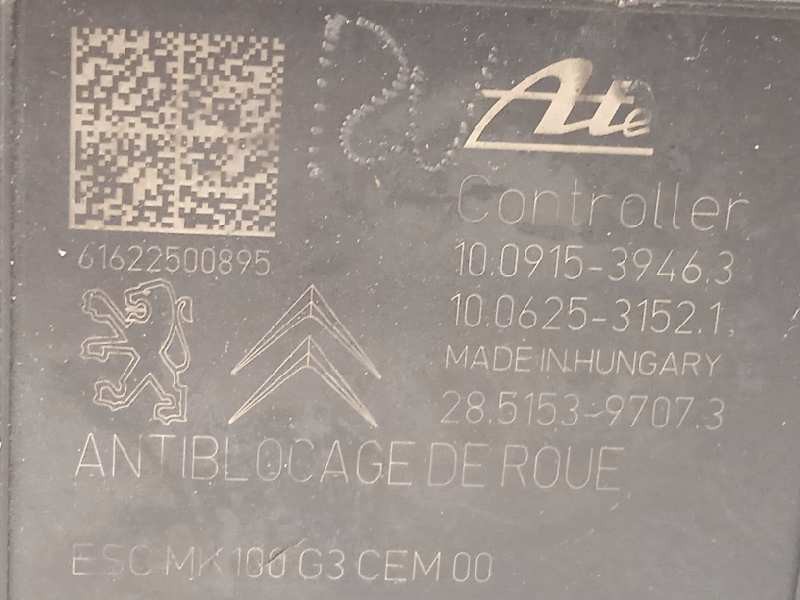 Ate
Controller
61622500895
10.0915-3946.3
10.0625-3152.1
MADE IN HUNGARY
28.5153-9707.3
ANTIBLOCAGE DE ROUE
ESC MK100 G3 CEM 00